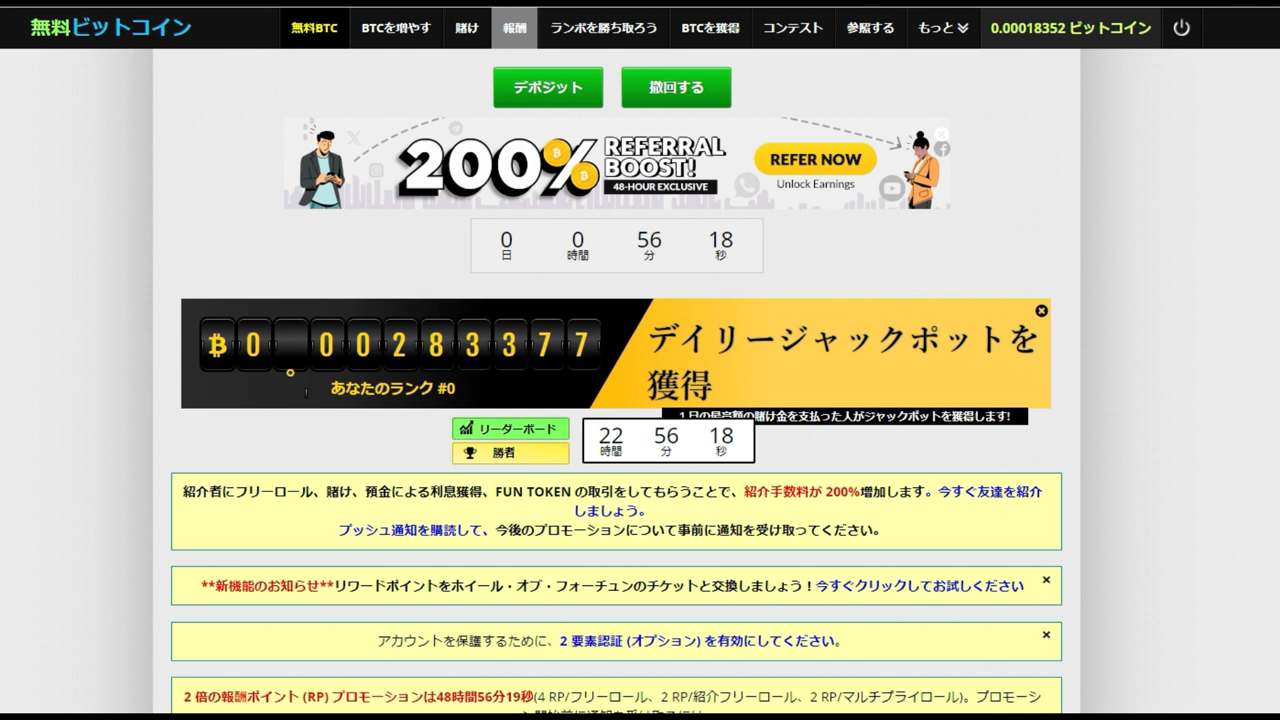 無料ビットコイン 無料BTC BTCを増やす 賭け 報酬 ランボを勝ち取ろう BTCを獲得 コンテスト 参照する もっと 0.00018352 ビットコイン
デポジット 撤回する
200% REFERRAL BOOST!
48-HOUR EXCLUSIVE
REFER NOW
Unlock Earnings
0 0 56 18
日 時間 分 秒
0 00283377
デイリージャックポットを
獲得
あなたのランク #0
1 日の最高額の賭け金を支払った人がジャックポットを獲得します!
リーダーボード
勝者
22 56 18
時間 分 秒
紹介者にフリーロール、賭け、預金による利息獲得、FUN TOKEN の取引をしてもらうことで、紹介手数料が 200%増加します。今すぐ友達を紹介
しましょう。
プッシュ通知を購読して、今後のプロモーションについて事前に通知を受け取ってください。
**新機能のお知らせ**リワードポイントをホイール・オブ・フォーチュンのチケットと交換しましょう！今すぐクリックしてお試しください
アカウントを保護するために、2 要素認証 (オプション) を有効にしてください。
2 倍の報酬ポイント (RP) プロモーションは48時間56分19秒(4 RP/フリーロール、2 RP/紹介フリーロール、2 RP/マルチプライロール)。プロモーシ